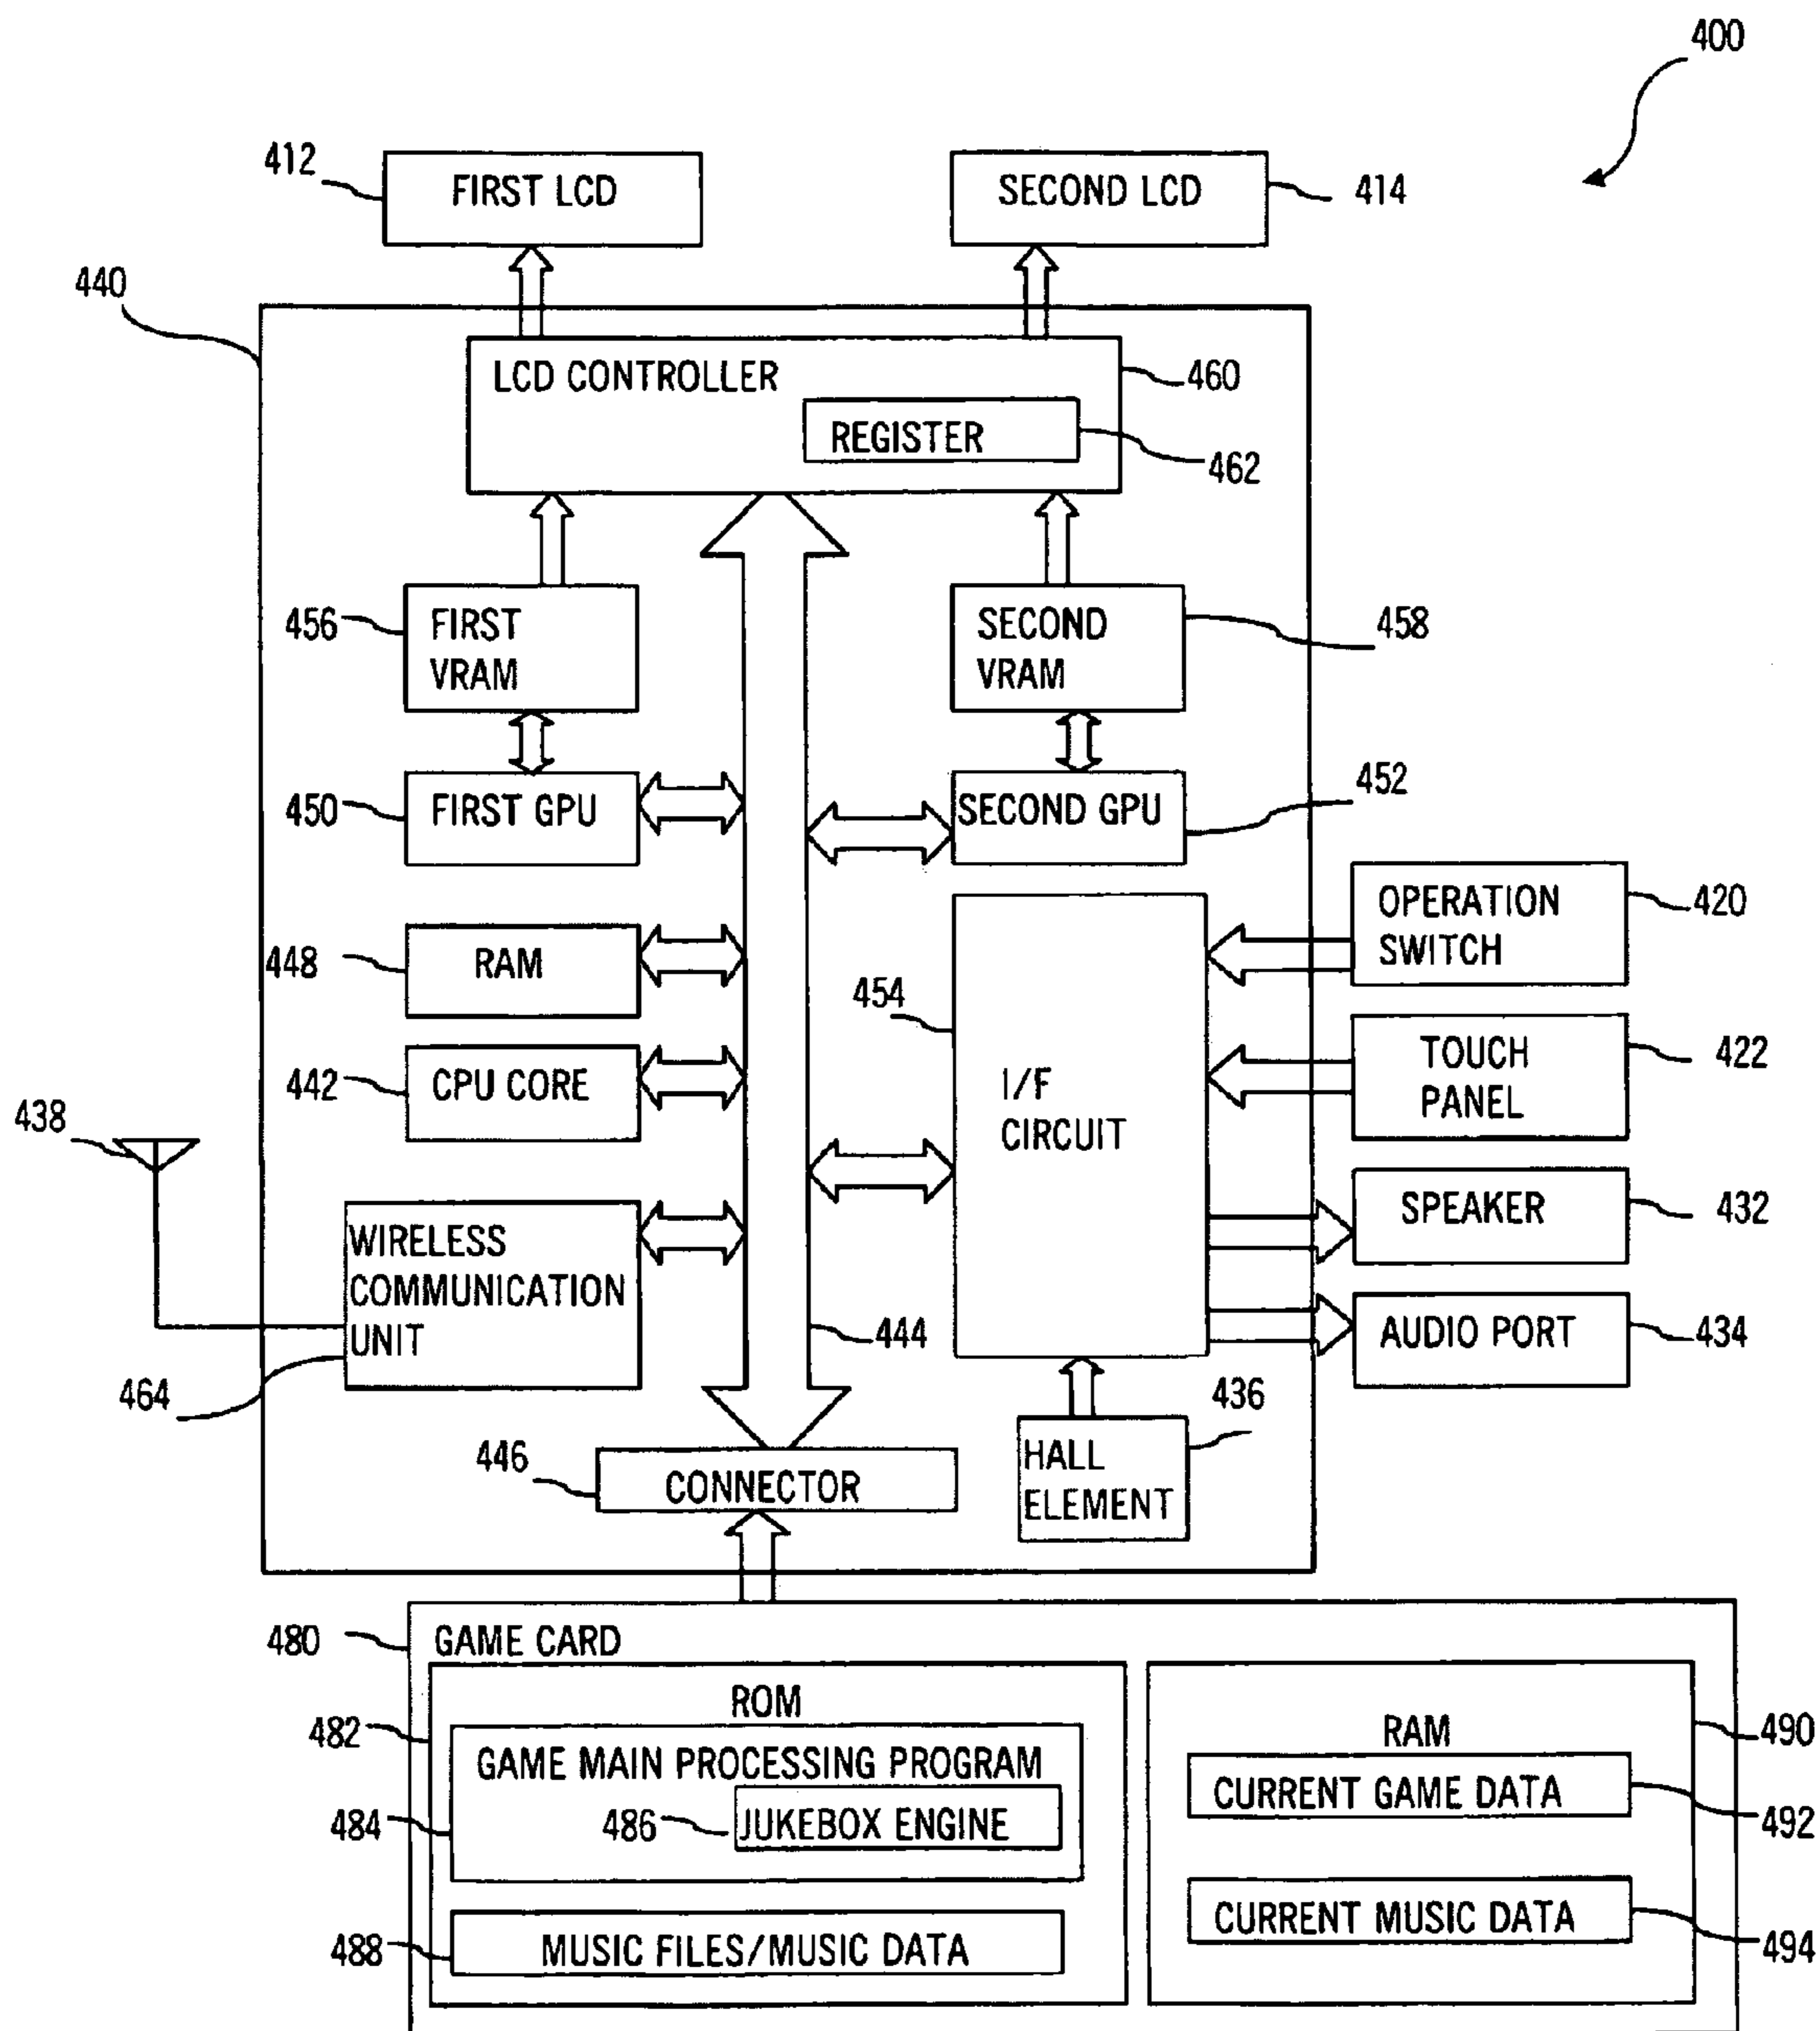 400
412
FIRST LCD
SECOND LCD
414
440
LCD CONTROLLER
460
REGISTER
462
456
FIRST
VRAM
SECOND
VRAM
458
450
FIRST GPU
SECOND GPU
452
448
RAM
454
OPERATION
SWITCH
420
442
CPU CORE
I/F
CIRCUIT
TOUCH
PANEL
422
438
WIRELESS
COMMUNICATION
UNIT
464
444
SPEAKER
432
AUDIO PORT
434
446
CONNECTOR
436
HALL
ELEMENT
480
GAME CARD
482
ROM
GAME MAIN PROCESSING PROGRAM
484
486
JUKEBOX ENGINE
488
MUSIC FILES/MUSIC DATA
RAM
490
CURRENT GAME DATA
492
CURRENT MUSIC DATA
494